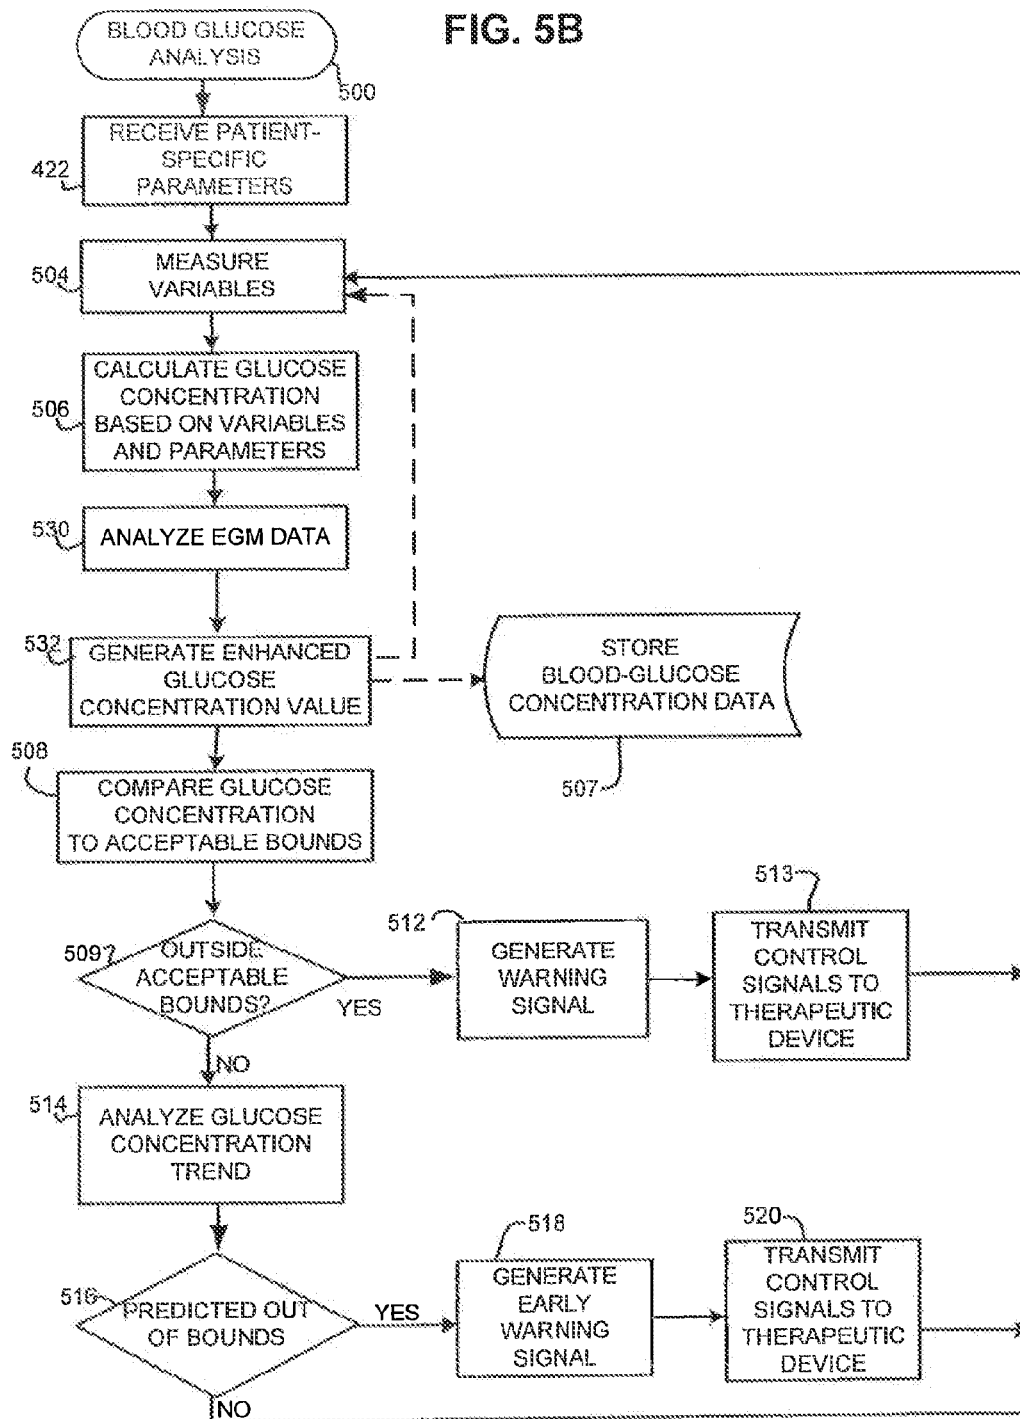 FIG. 5B
BLOOD GLUCOSE
ANALYSIS
500
RECEIVE PATIENT-
SPECIFIC
PARAMETERS
422
MEASURE
VARIABLES
504
CALCULATE GLUCOSE
CONCENTRATION
BASED ON VARIABLES
AND PARAMETERS
506
ANALYZE EGM DATA
530
GENERATE ENHANCED
GLUCOSE
CONCENTRATION VALUE
532
STORE
BLOOD-GLUCOSE
CONCENTRATION DATA
507
508
COMPARE GLUCOSE
CONCENTRATION
TO ACCEPTABLE BOUNDS
509?
OUTSIDE
ACCEPTABLE
BOUNDS?
YES
NO
512
GENERATE
WARNING
SIGNAL
513
TRANSMIT
CONTROL
SIGNALS TO
THERAPEUTIC
DEVICE
514
ANALYZE GLUCOSE
CONCENTRATION
TREND
516
PREDICTED OUT
OF BOUNDS
YES
NO
518
GENERATE
EARLY
WARNING
SIGNAL
520
TRANSMIT
CONTROL
SIGNALS TO
THERAPEUTIC
DEVICE